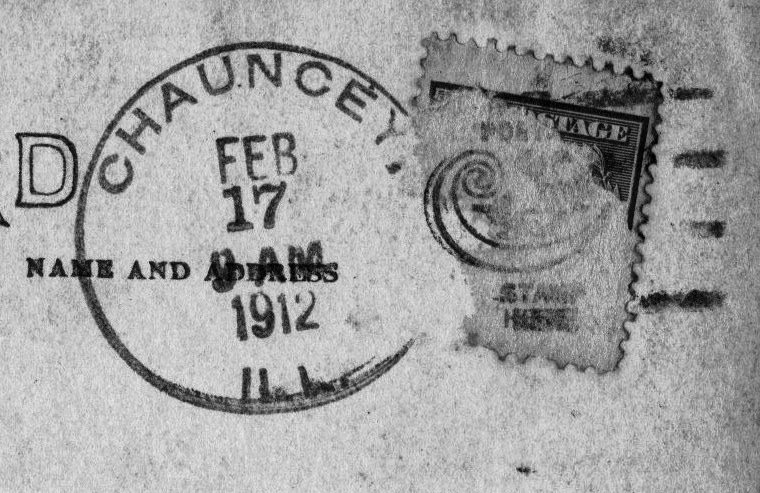 D
CHAUNCEY.
FEB
17
9 AM
1912
ILL.
NAME AND ADDRESS
POSTAGE
STAMP
HERE